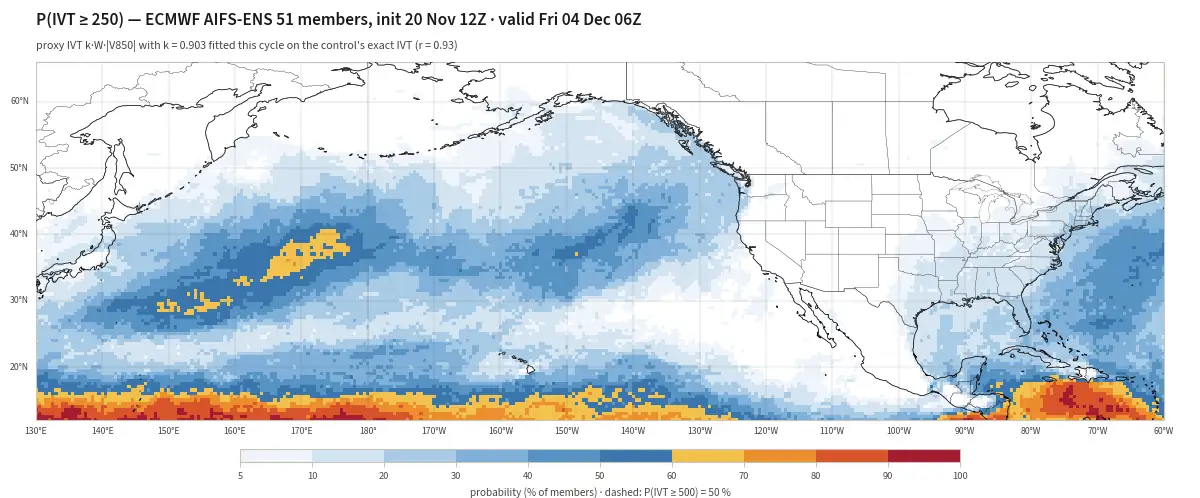 P(IVT ≥ 250) — ECMWF AIFS-ENS 51 members, init 20 Nov 12Z · valid Fri 04 Dec 06Z
proxy IVT k·W·|V850| with k = 0.903 fitted this cycle on the control's exact IVT (r = 0.93)
60°N
50°N
40°N
30°N
20°N
130°E 140°E 150°E 160°E 170°E 180° 170°W 160°W 150°W 140°W 130°W 120°W 110°W 100°W 90°W 80°W 70°W 60°W
5 10 20 30 40 50 60 70 80 90 100
probability (% of members) · dashed: P(IVT ≥ 500) = 50 %